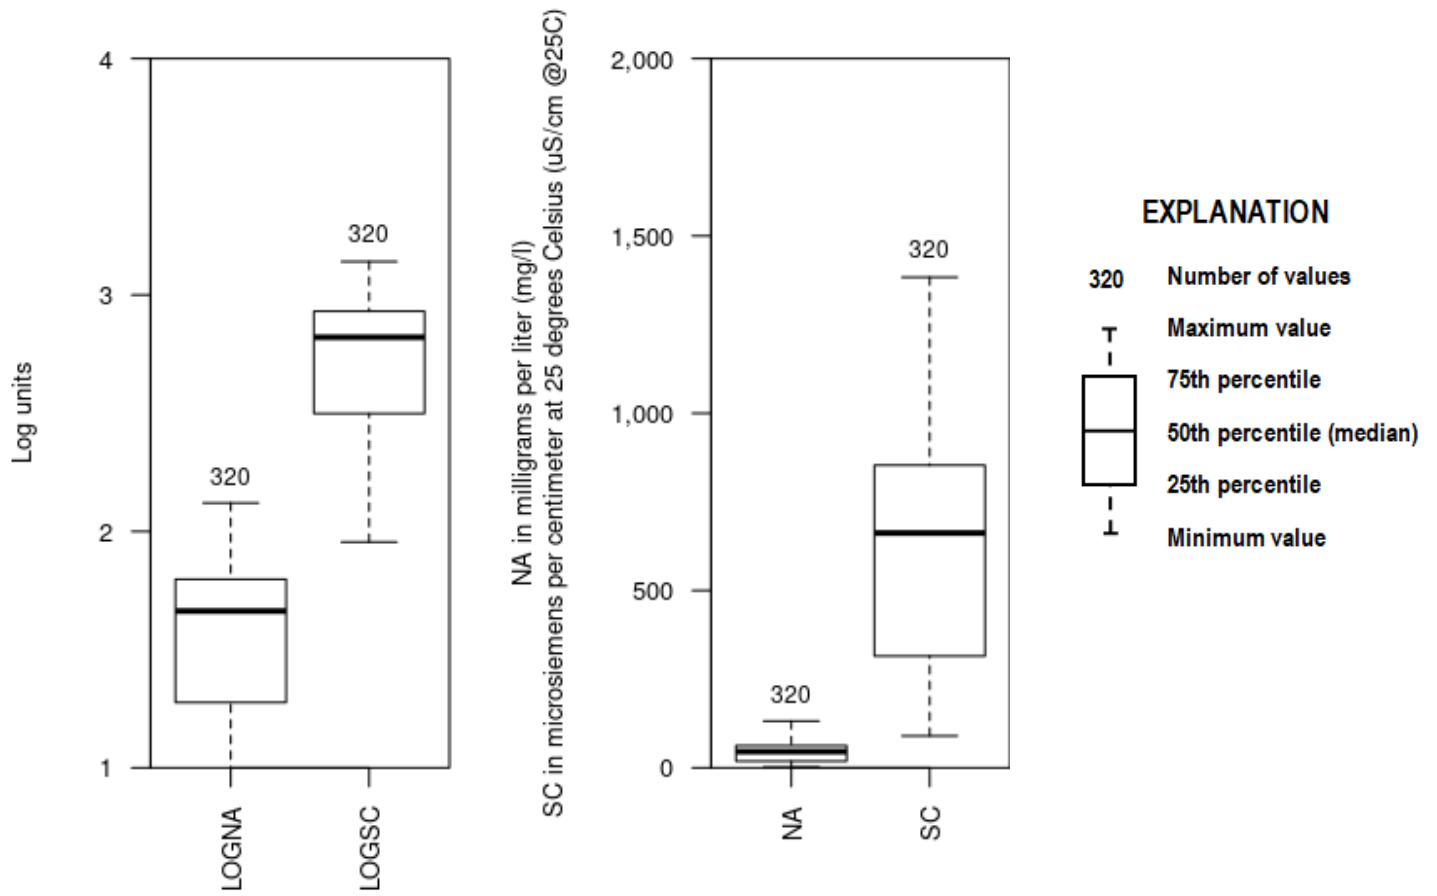 Log units
4
3
2
1
320
320
LOGNA
LOGSC
NA in milligrams per liter (mg/l)
SC in microsiemens per centimeter at 25 degrees Celsius (uS/cm @25C)
2,000
1,500
1,000
500
0
320
320
NA
SC
EXPLANATION
320 Number of values
Maximum value
75th percentile
50th percentile (median)
25th percentile
Minimum value